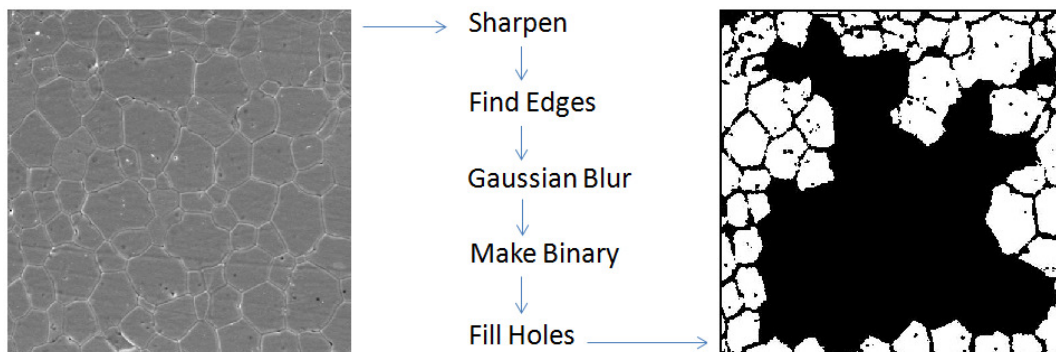 Sharpen
Find Edges
Gaussian Blur
Make Binary
Fill Holes